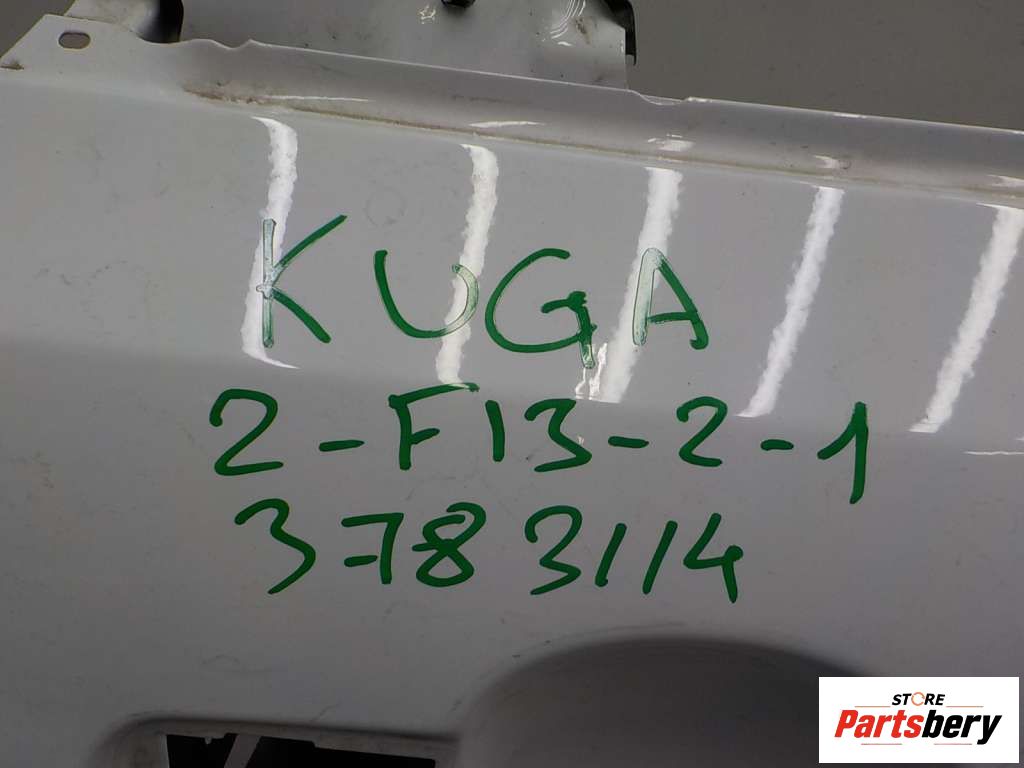 KUGA
2-F13-2-1
3783114
STORE
Partsbery